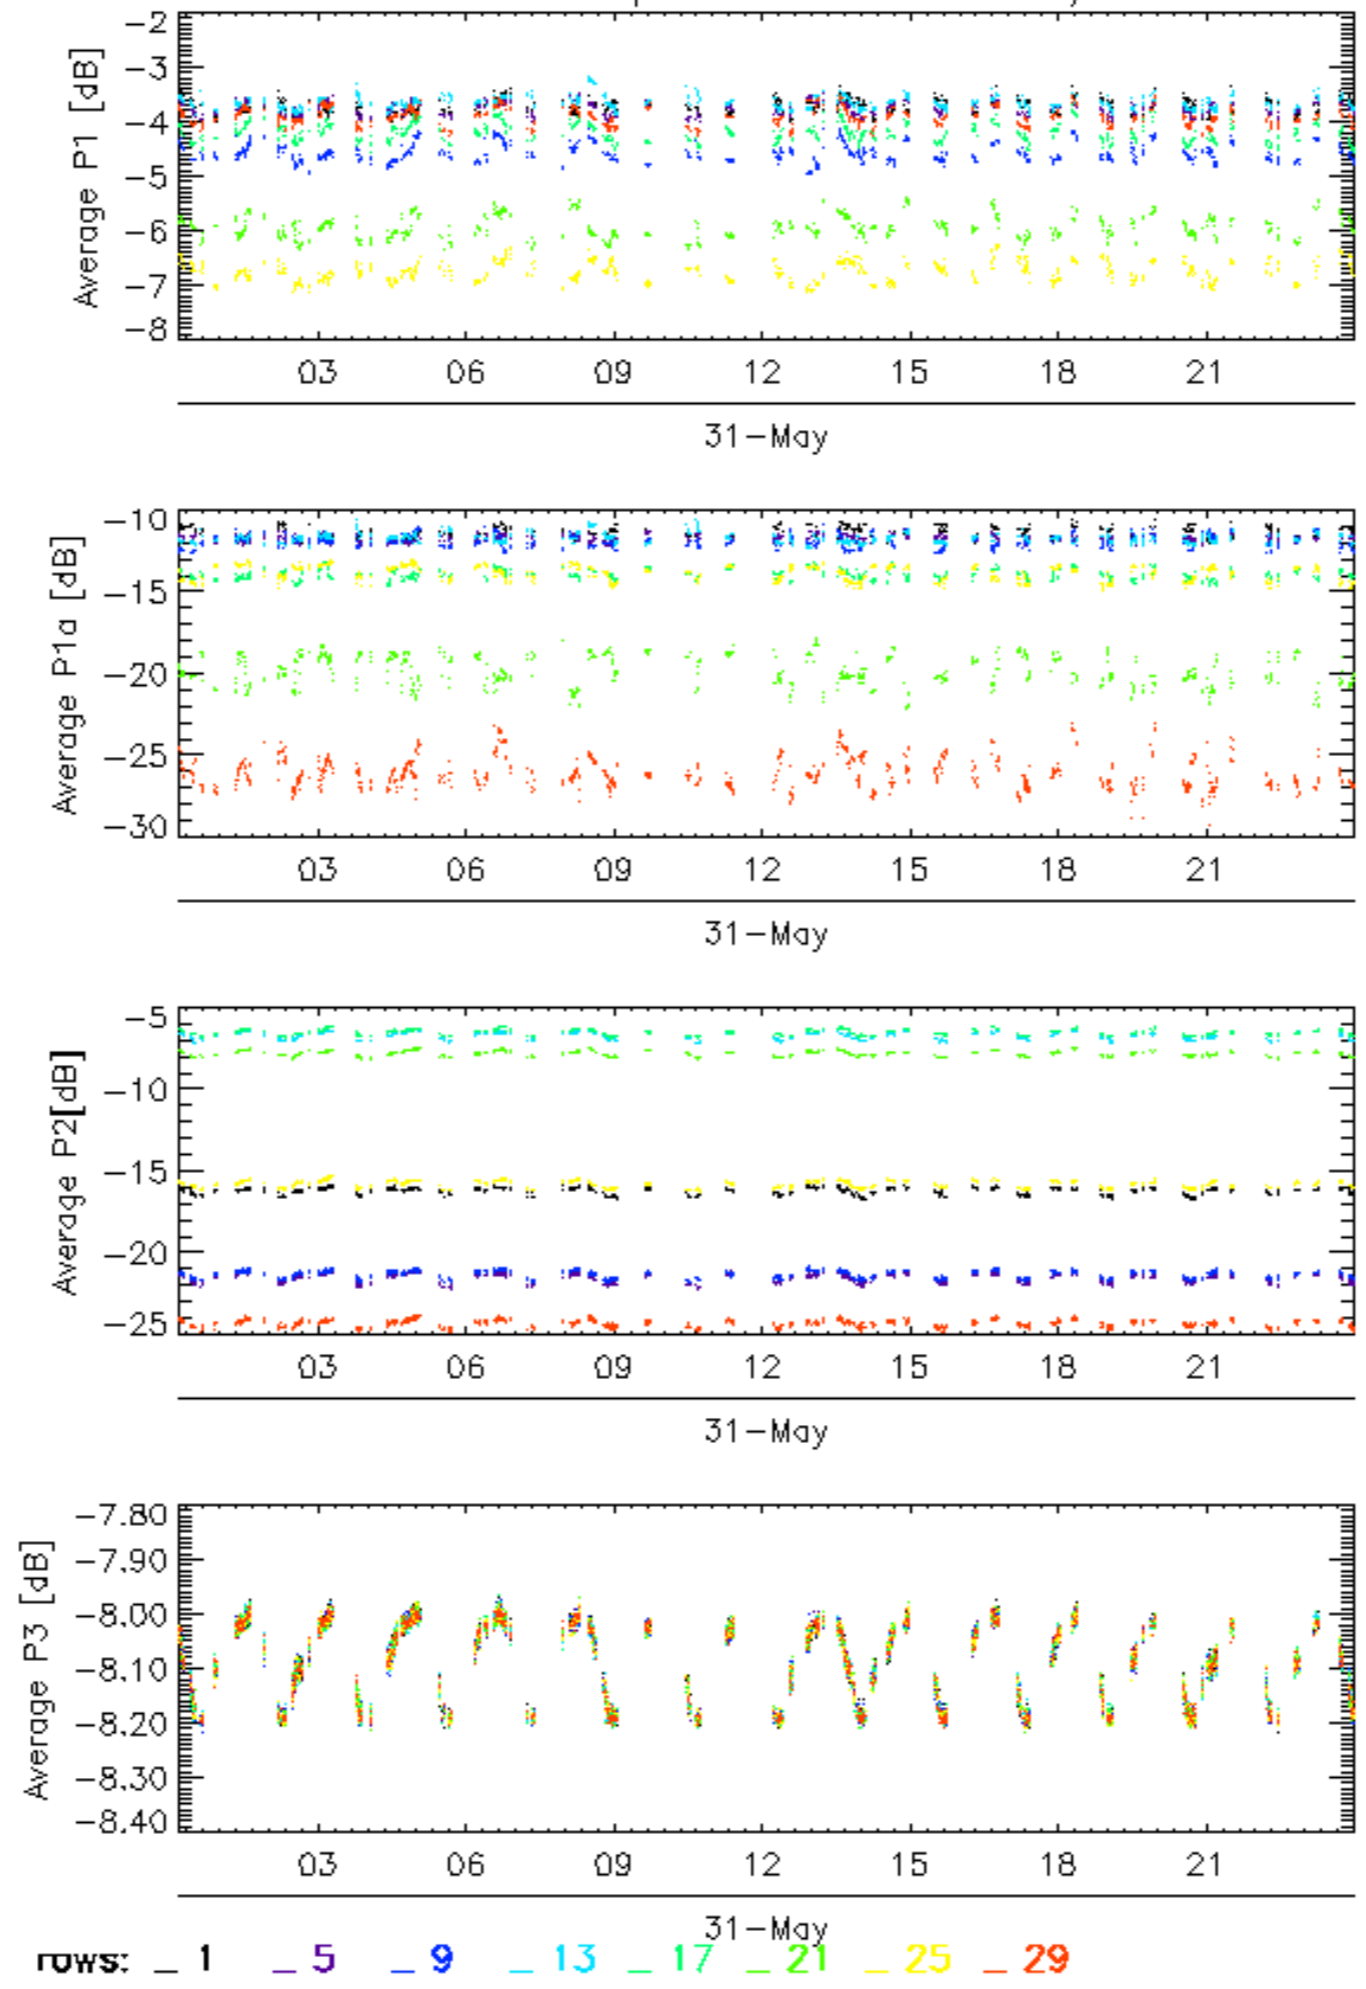 Average P1 [dB]
-2
-3
-4
-5
-6
-7
-8
03 06 09 12 15 18 21
31-May
Average P1a [dB]
-10
-15
-20
-25
-30
03 06 09 12 15 18 21
31-May
Average P2[dB]
-5
-10
-15
-20
-25
03 06 09 12 15 18 21
31-May
Average P3 [dB]
-7.80
-7.90
-8.00
-8.10
-8.20
-8.30
-8.40
03 06 09 12 15 18 21
31-May
rows: _ 1 _ 5 _ 9 _ 13 _ 17 _ 21 _ 25 _ 29